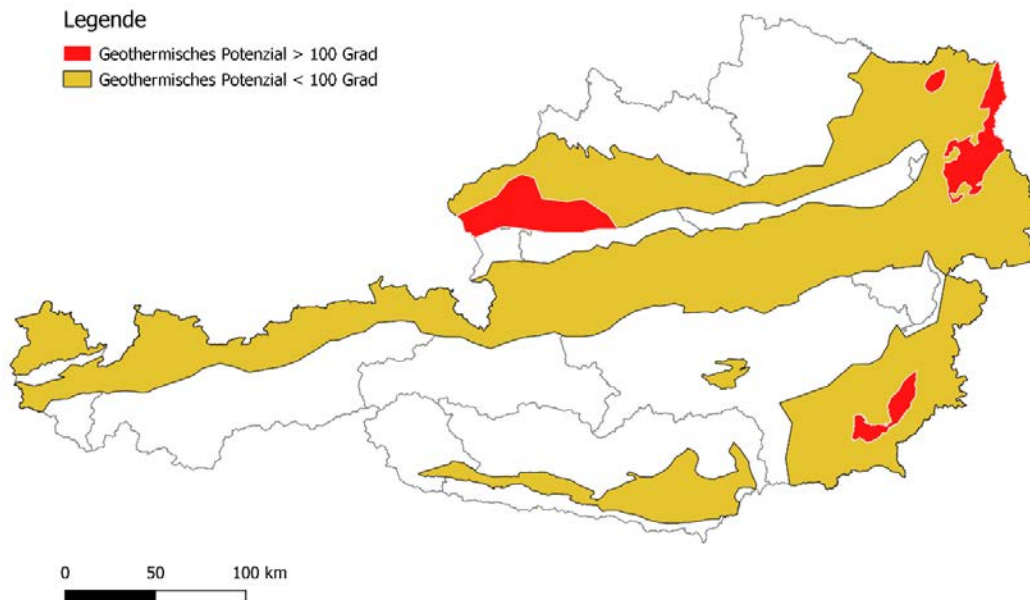 Legende
Geothermisches Potenzial > 100 Grad
Geothermisches Potenzial < 100 Grad
0 50 100 km